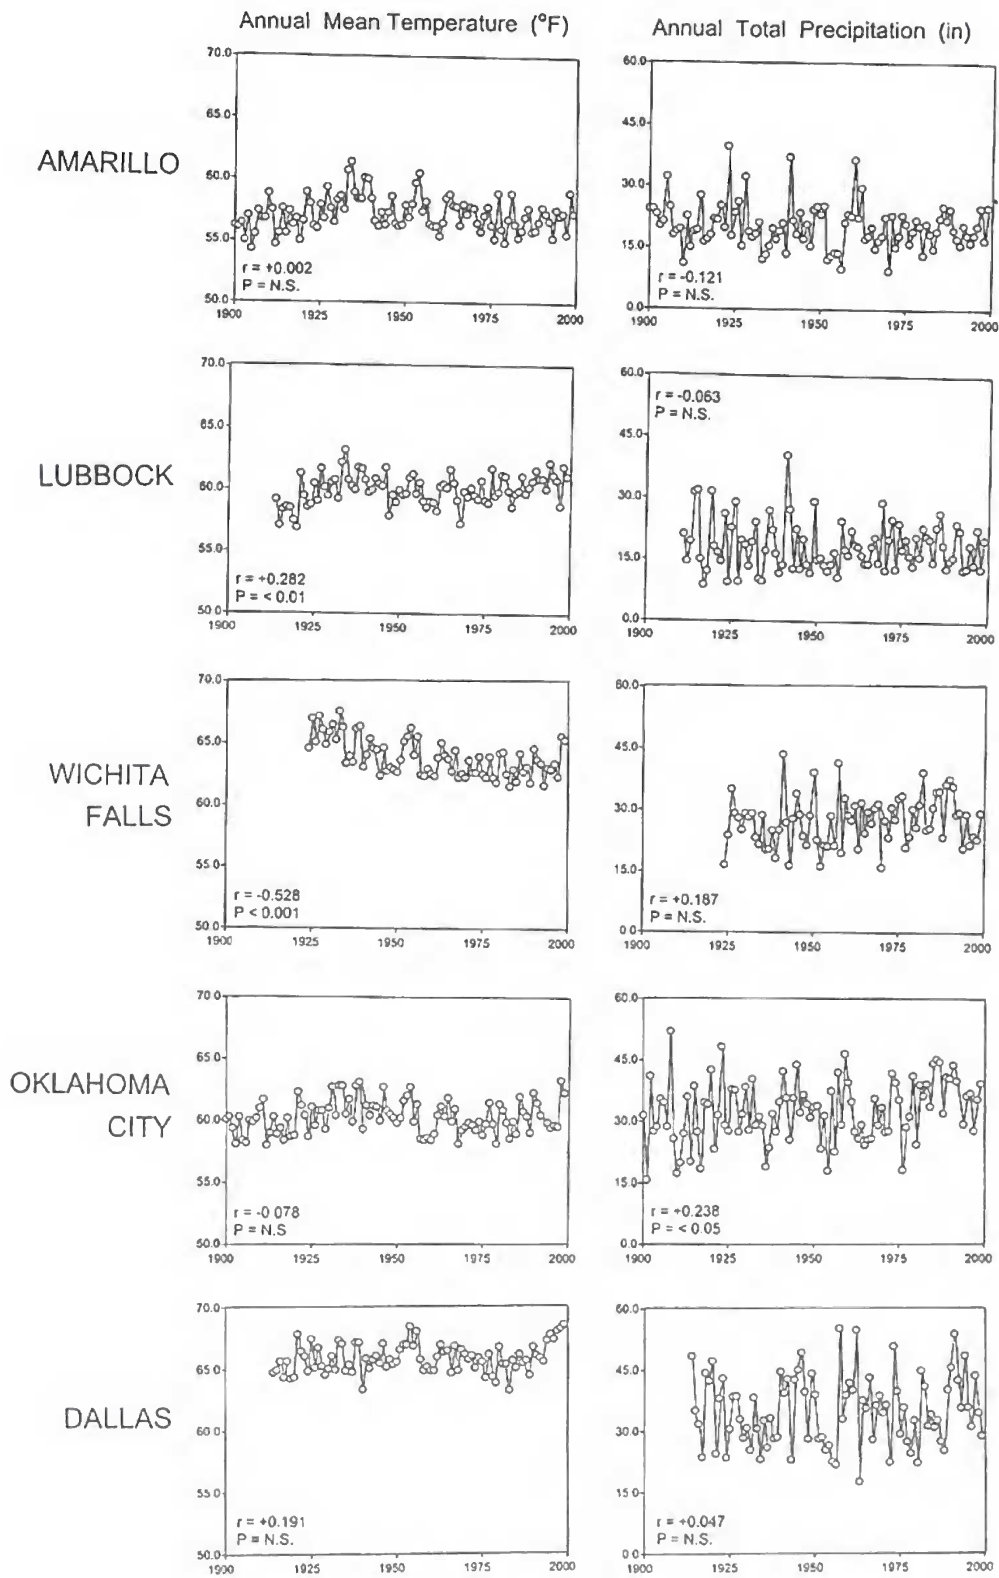 Annual Mean Temperature (°F)
Annual Total Precipitation (in)
AMARILLO
70.0
65.0
60.0
55.0
50.0
r = +0.002
P = N.S.
1900 1925 1950 1975 2000
60.0
45.0
30.0
15.0
0.0
r = -0.121
P = N.S.
1900 1925 1950 1975 2000
LUBBOCK
70.0
65.0
60.0
55.0
50.0
r = +0.282
P = < 0.01
1900 1925 1950 1975 2000
60.0
45.0
30.0
15.0
0.0
r = -0.063
P = N.S.
1900 1925 1950 1975 2000
WICHITA
FALLS
70.0
65.0
60.0
55.0
50.0
r = -0.528
P < 0.001
1900 1925 1950 1975 2000
60.0
45.0
30.0
15.0
0.0
r = +0.187
P = N.S.
1900 1925 1950 1975 2000
OKLAHOMA
CITY
70.0
65.0
60.0
55.0
50.0
r = -0 078
P = N.S
1900 1925 1950 1975 2000
60.0
45.0
30.0
15.0
0.0
r = +0.238
P = < 0.05
1900 1925 1950 1975 2000
DALLAS
70.0
65.0
60 0
55.0
50.0
r = +0.191
P = N.S.
1900 1925 1950 1975 2000
60.0
45.0
30.0
15.0
0.0
r = +0.047
P = N.S.
1900 1925 1950 1975 2000